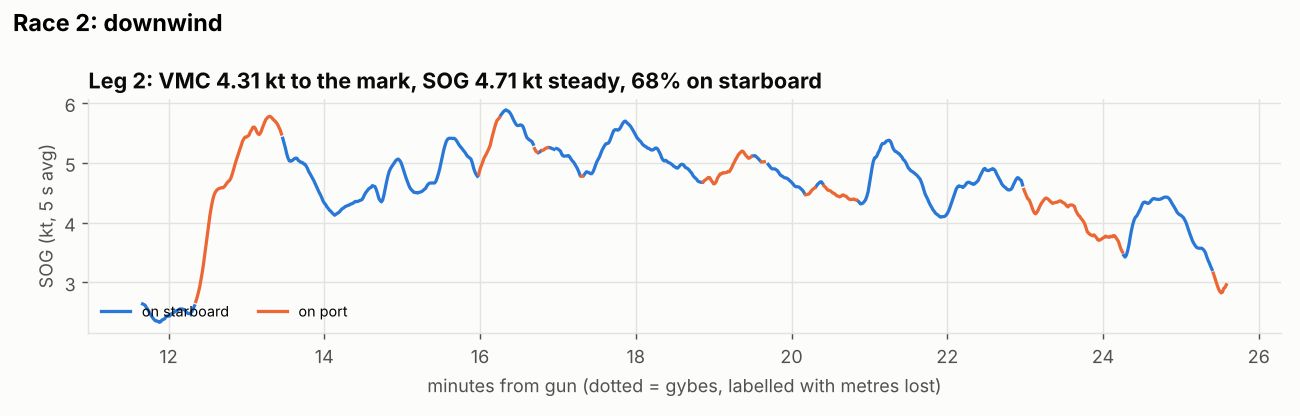 Race 2: downwind
Leg 2: VMC 4.31 kt to the mark, SOG 4.71 kt steady, 68% on starboard
SOG (kt, 5 s avg)
6
5
4
3
on starboard
on port
12
14
16
18
20
22
24
26
minutes from gun (dotted = gybes, labelled with metres lost)